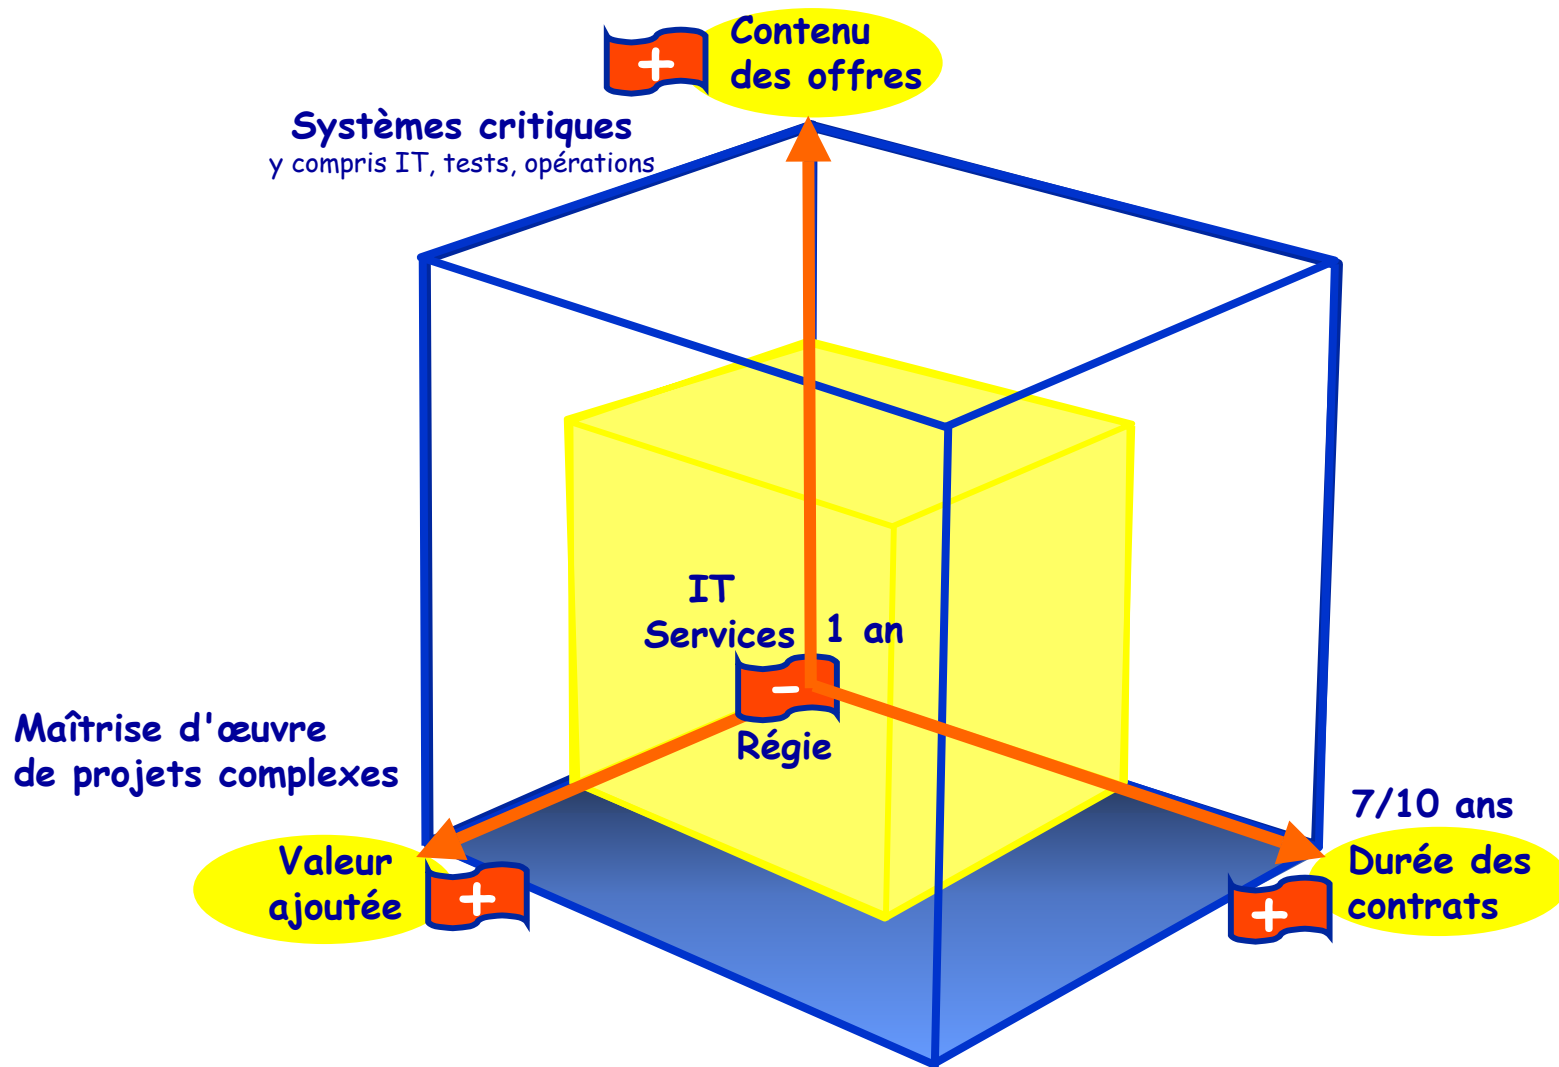 +
Contenu
des offres
Systèmes critiques
y compris IT, tests, opérations
IT
Services
1 an
-
Régie
Maîtrise d'œuvre
de projets complexes
Valeur
ajoutée
+
7/10 ans
Durée des
contrats
+